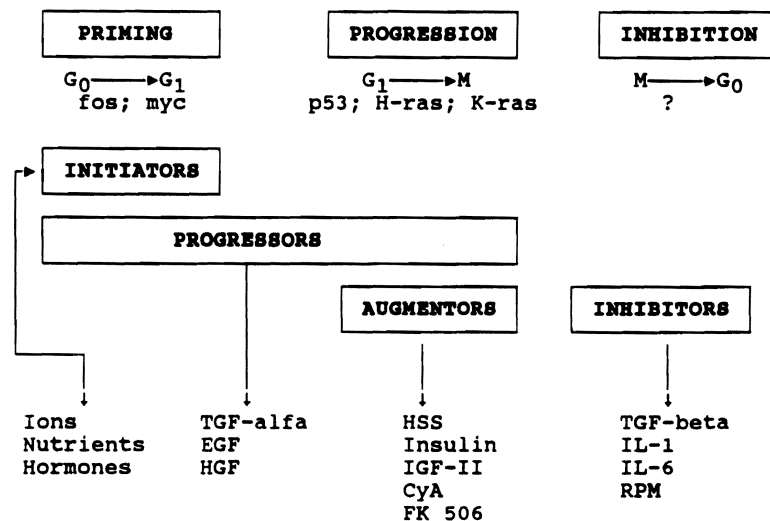 PRIMING PROGRESSION INHIBITION
G₀ G₁ G₁ M M G₀
fos; myc p53; H-ras; K-ras ?
INITIATORS
PROGRESSORS
AUGMENTORS INHIBITORS
Ions TGF-alfa HSS TGF-beta
Nutrients EGF Insulin IL-1
Hormones HGF IGF-II IL-6
CyA RPM
FK 506